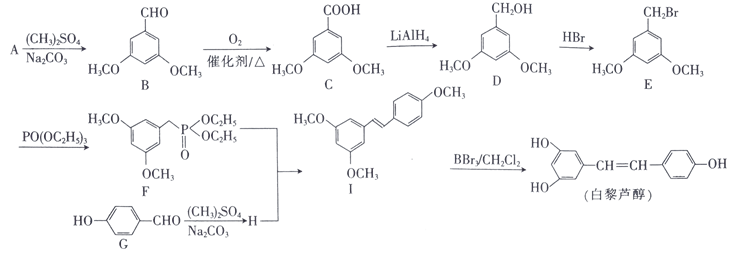 A (CH₃)₂SO₄ Na₂CO₃
CHO
H₃CO OCH₃
B
O₂
催化剂/△
COOH
H₃CO OCH₃
C
LiAlH₄
CH₂OH
H₃CO OCH₃
D
HBr
CH₂Br
H₃CO OCH₃
E
PO(OC₂H₅)₃
H₃CO P OC₂H₅
OC₂H₅
O
OCH₃
F
HO CHO
G
(CH₃)₂SO₄
Na₂CO₃
H
OCH₃
H₃CO
OCH₃
I
BBr₃/CH₂Cl₂
HO
CH=CH OH
HO
(白黎芦醇)